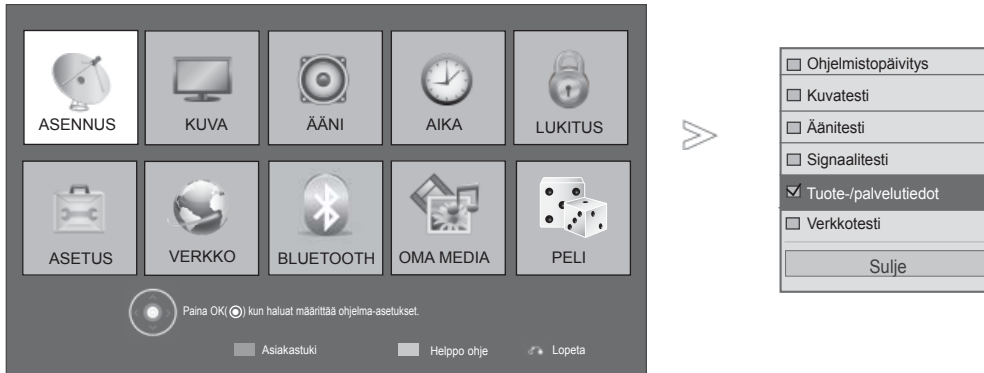 ASENNUS KUVA ÄÄNI AIKA LUKITUS
ASETUS VERKKO BLUETOOTH OMA MEDIA PELI
Paina OK(◉) kun haluat määrittää ohjelma-asetukset.
Asiakastuki Helppo ohje Lopeta
Ohjelmistopäivitys
Kuvatesti
Äänitesti
Signaalitesti
Tuote-/palvelutiedot
Verkkotesti
Sulje